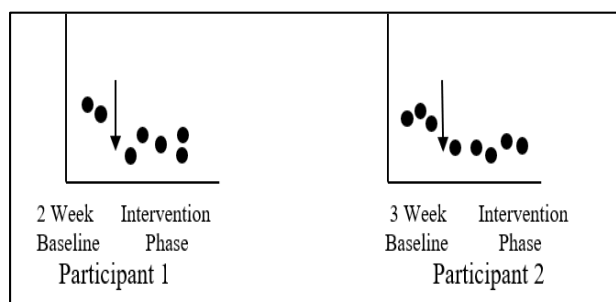 2 Week Intervention
Baseline Phase
Participant 1
3 Week Intervention
Baseline Phase
Participant 2